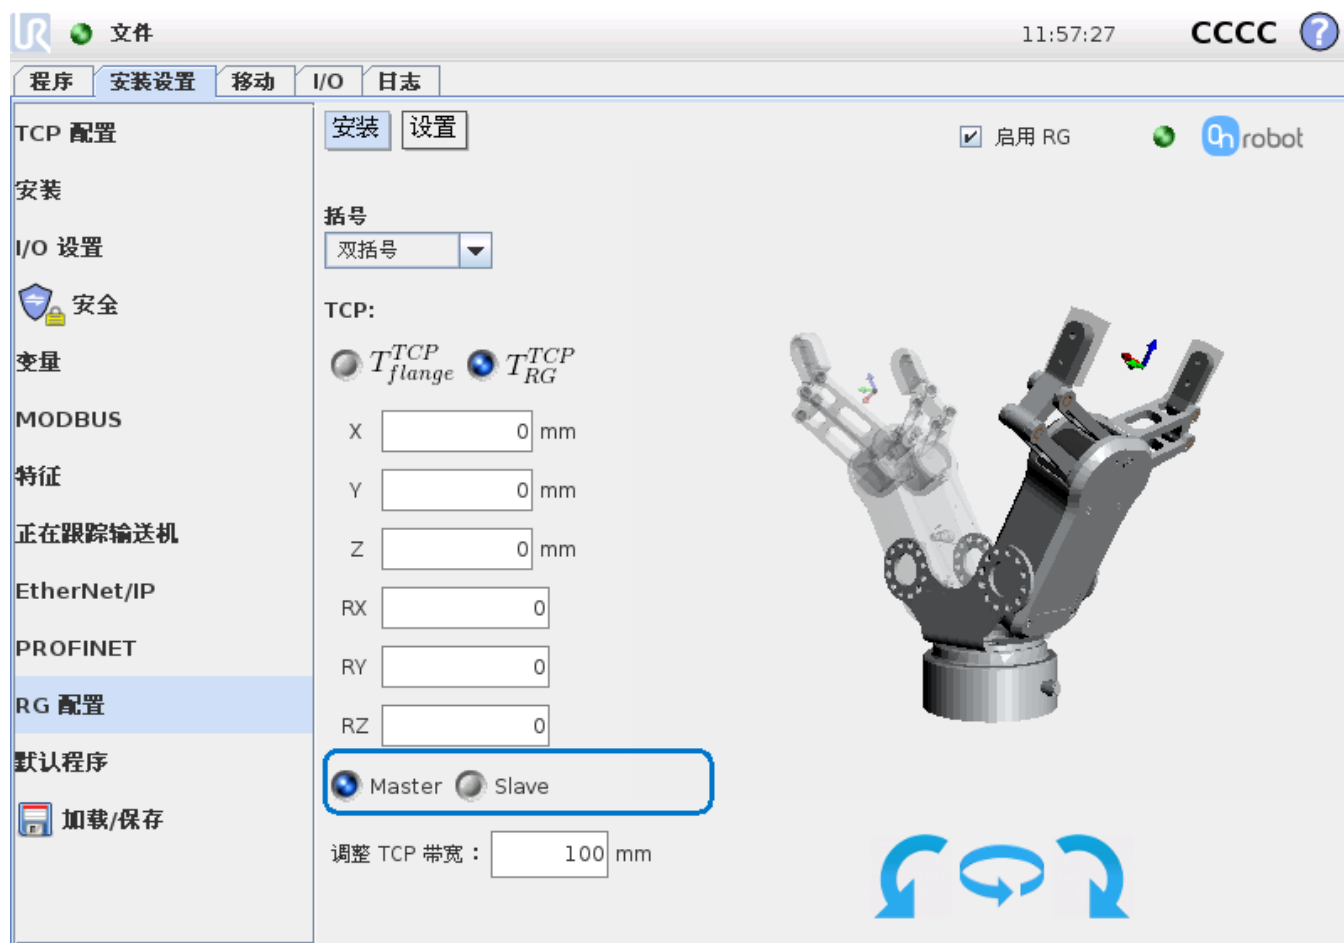 UR 文件 11:57:27 CCCC ?
程序 安装设置 移动 I/O 日志
TCP 配置
安装
I/O 设置
安全
变量
MODBUS
特征
正在跟踪输送机
EtherNet/IP
PROFINET
RG 配置
默认程序
加载/保存
安装 设置
启用 RG
On robot
括号
双括号
TCP:
T TCP flange T TCP RG
X 0 mm
Y 0 mm
Z 0 mm
RX 0
RY 0
RZ 0
Master Slave
调整 TCP 带宽： 100 mm